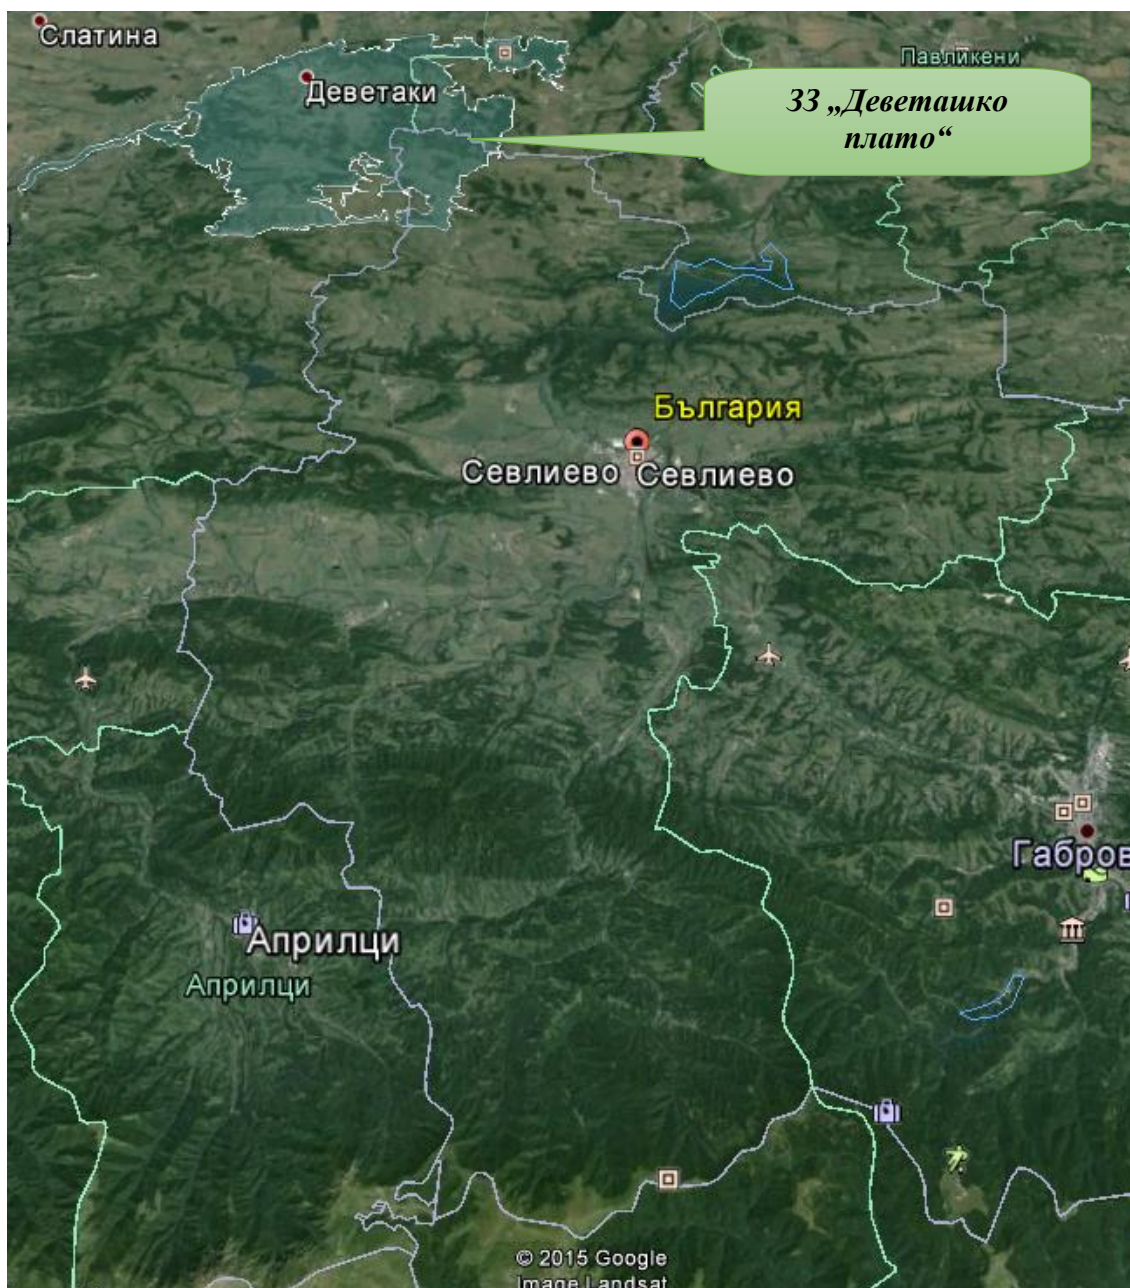 Слатина
Деветаки
Павликени
ЗЗ „Деветашко
плато“
България
Севлиево Севлиево
Габров
Априлци
Априлци
© 2015 Google
Image Landsat